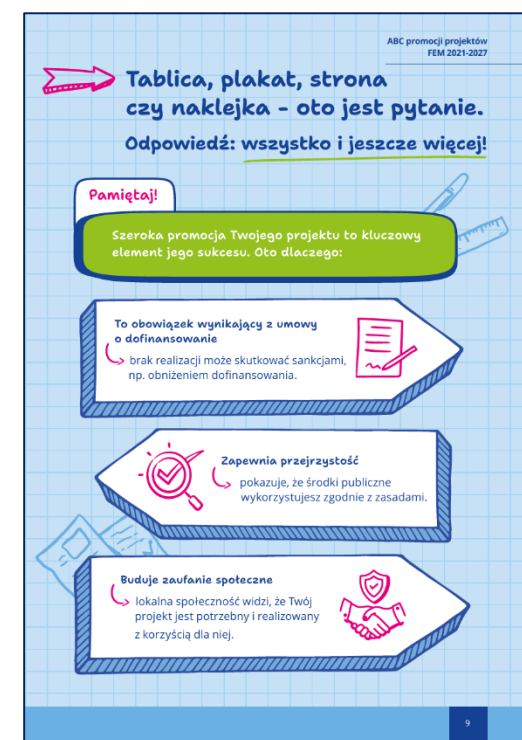 ABC promocji projektów
FEM 2021-2027
Tablica, plakat, strona
czy naklejka - oto jest pytanie.
Odpowiedź: wszystko i jeszcze więcej!
Pamiętaj!
Szeroka promocja Twojego projektu to kluczowy
element jego sukcesu. Oto dlaczego:
To obowiązek wynikający z umowy
o dofinansowanie
brak realizacji może skutkować sankcjami,
np. obniżeniem dofinansowania.
Zapewnia przejrzystość
pokazuje, że środki publiczne
wykorzystujesz zgodnie z zasadami.
Buduje zaufanie społeczne
lokalna społeczność widzi, że Twój
projekt jest potrzebny i realizowany
z korzyścią dla niej.
9